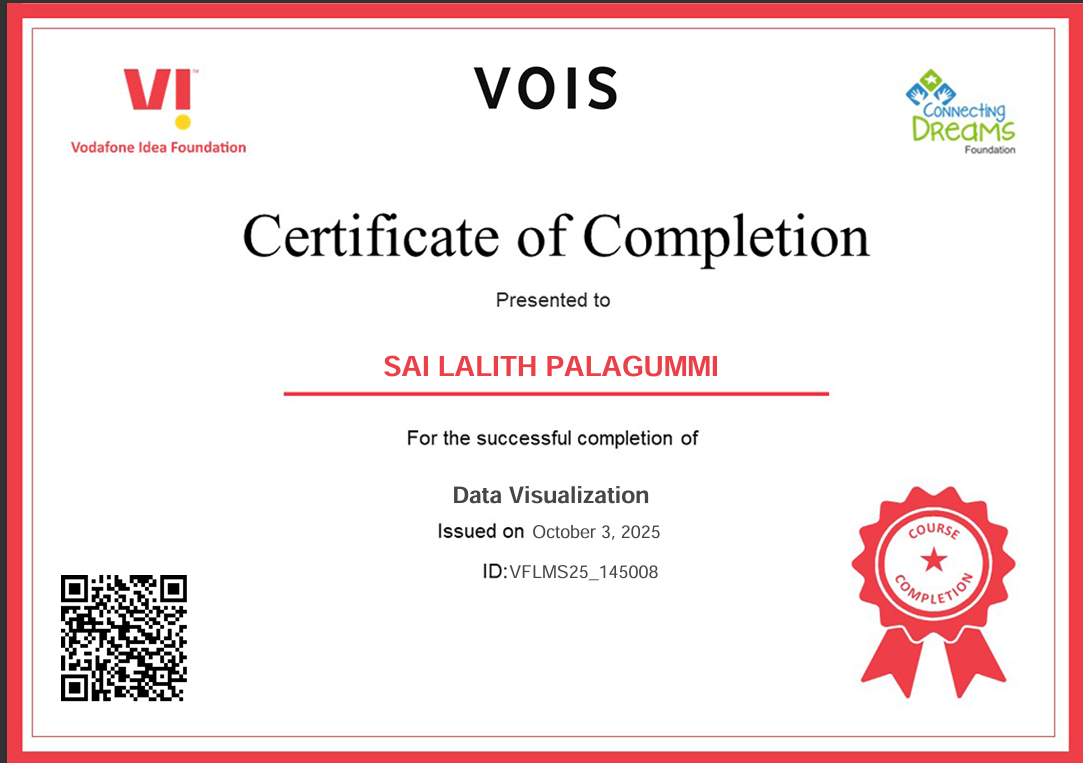 VI™
Vodafone Idea Foundation
VOIS
Connecting
Dreams
Foundation
Certificate of Completion
Presented to
SAI LALITH PALAGUMMI
For the successful completion of
Data Visualization
Issued on October 3, 2025
ID:VFLMS25_145008
COURSE
COMPLETION